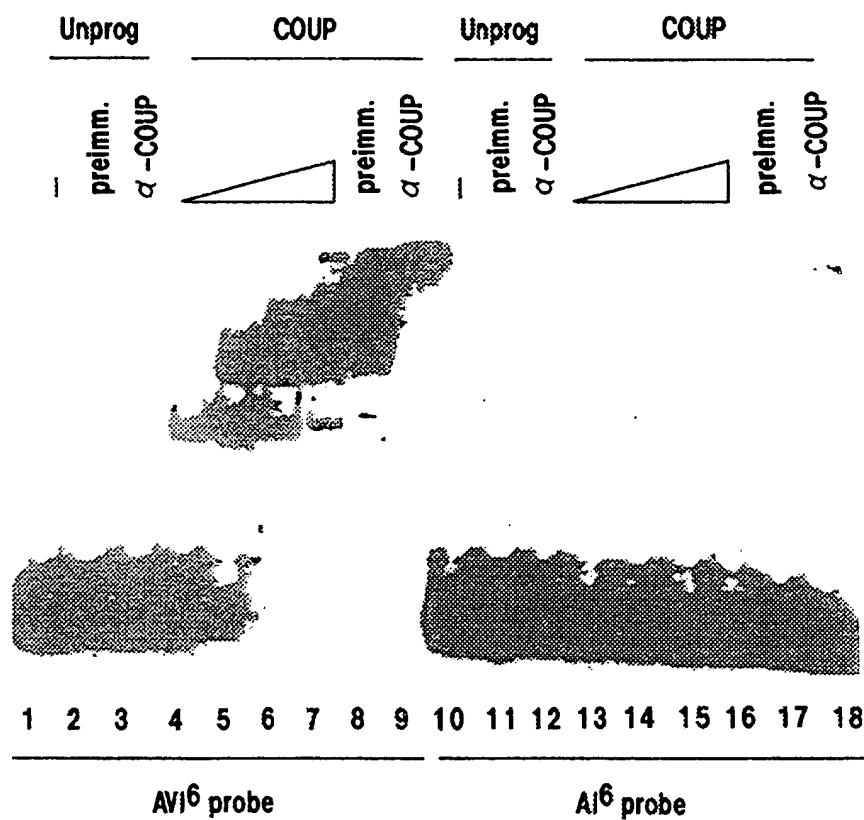 Unprog COUP Unprog COUP
– preimm. α-COUP preimm. α-COUP – preimm. α-COUP preimm. α-COUP
1 2 3 4 5 6 7 8 9 10 11 12 13 14 15 16 17 18
AVI6 probe AI6 probe